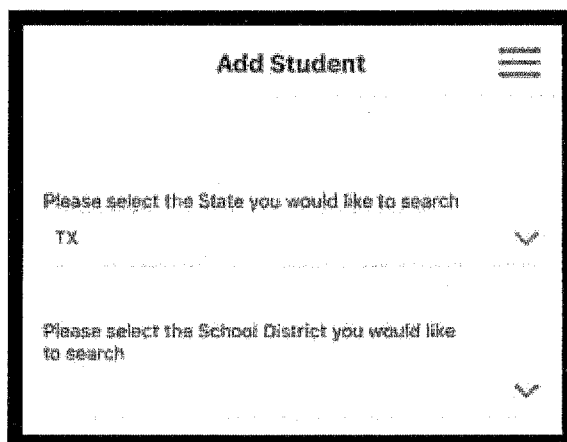 Add Student
Please select the State you would like to search
TX
Please select the School District you would like
to search